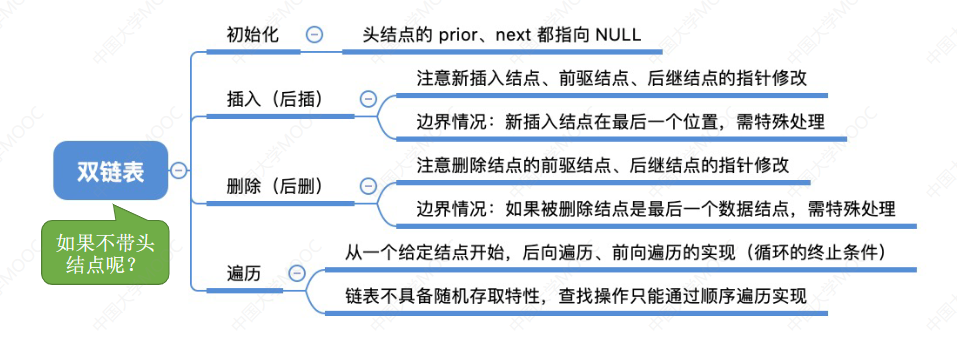 双链表
如果不带头
结点呢？
初始化
头结点的 prior、next 都指向 NULL
插入（后插）
注意新插入结点、前驱结点、后继结点的指针修改
边界情况：新插入结点在最后一个位置，需特殊处理
删除（后删）
注意删除结点的前驱结点、后继结点的指针修改
边界情况：如果被删除结点是最后一个数据结点，需特殊处理
遍历
从一个给定结点开始，后向遍历、前向遍历的实现（循环的终止条件）
链表不具备随机存取特性，查找操作只能通过顺序遍历实现
中国大学MOOC